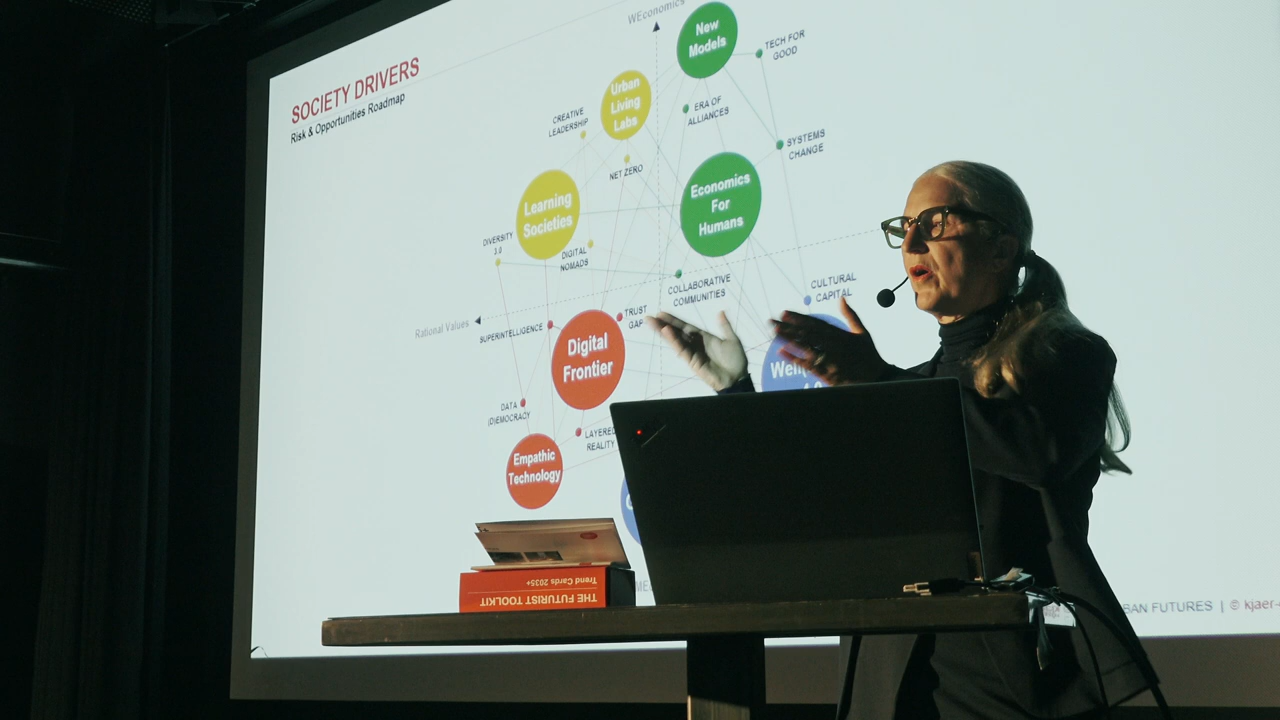 SOCIETY DRIVERS
Risk & Opportunities Roadmap
WEconomics
New
Models
TECH FOR
GOOD
Urban
Living
Labs
CREATIVE
LEADERSHIP
ERA OF
ALLIANCES
SYSTEMS
CHANGE
NET ZERO
Economics
For
Humans
Learning
Societies
DIVERSITY
3.0
DIGITAL
NOMADS
COLLABORATIVE
COMMUNITIES
CULTURAL
CAPITAL
Rational Values
SUPERINTELLIGENCE
TRUST
GAP
Digital
Frontier
DATA
(D)EMOCRACY
LAYERED
REALITY
Empathic
Technology
THE FUTURIST TOOLKIT
Trend Cards 2035+
FUTURES | © kjaer-